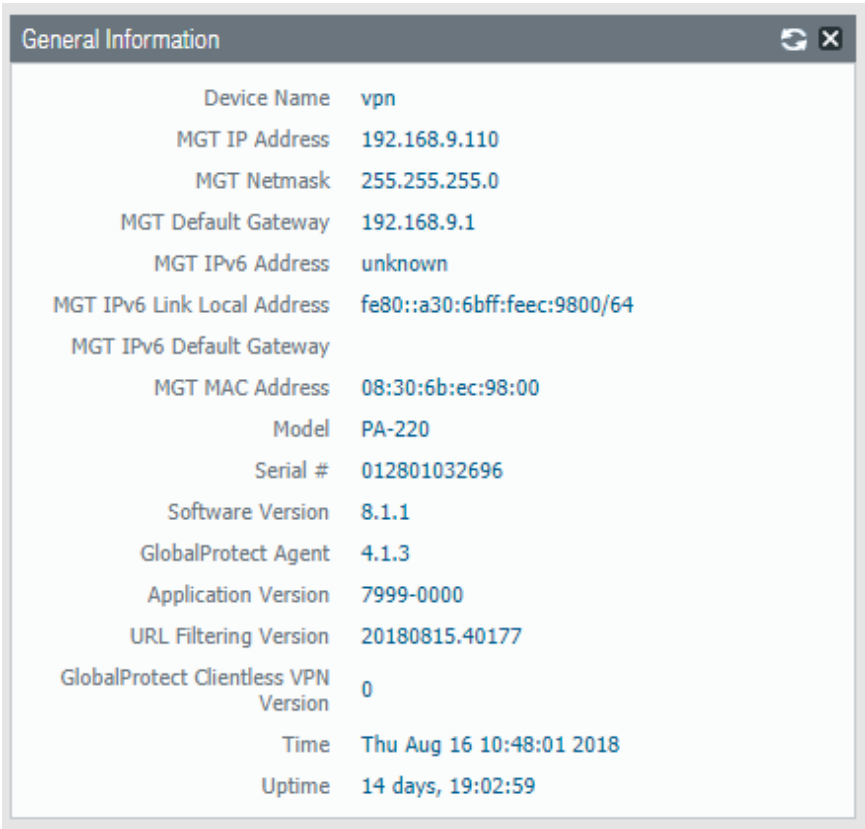 General Information
Device Name vpn
MGT IP Address 192.168.9.110
MGT Netmask 255.255.255.0
MGT Default Gateway 192.168.9.1
MGT IPv6 Address unknown
MGT IPv6 Link Local Address fe80::a30:6bff:feec:9800/64
MGT IPv6 Default Gateway
MGT MAC Address 08:30:6b:ec:98:00
Model PA-220
Serial # 012801032696
Software Version 8.1.1
GlobalProtect Agent 4.1.3
Application Version 7999-0000
URL Filtering Version 20180815.40177
GlobalProtect Clientless VPN
Version 0
Time Thu Aug 16 10:48:01 2018
Uptime 14 days, 19:02:59